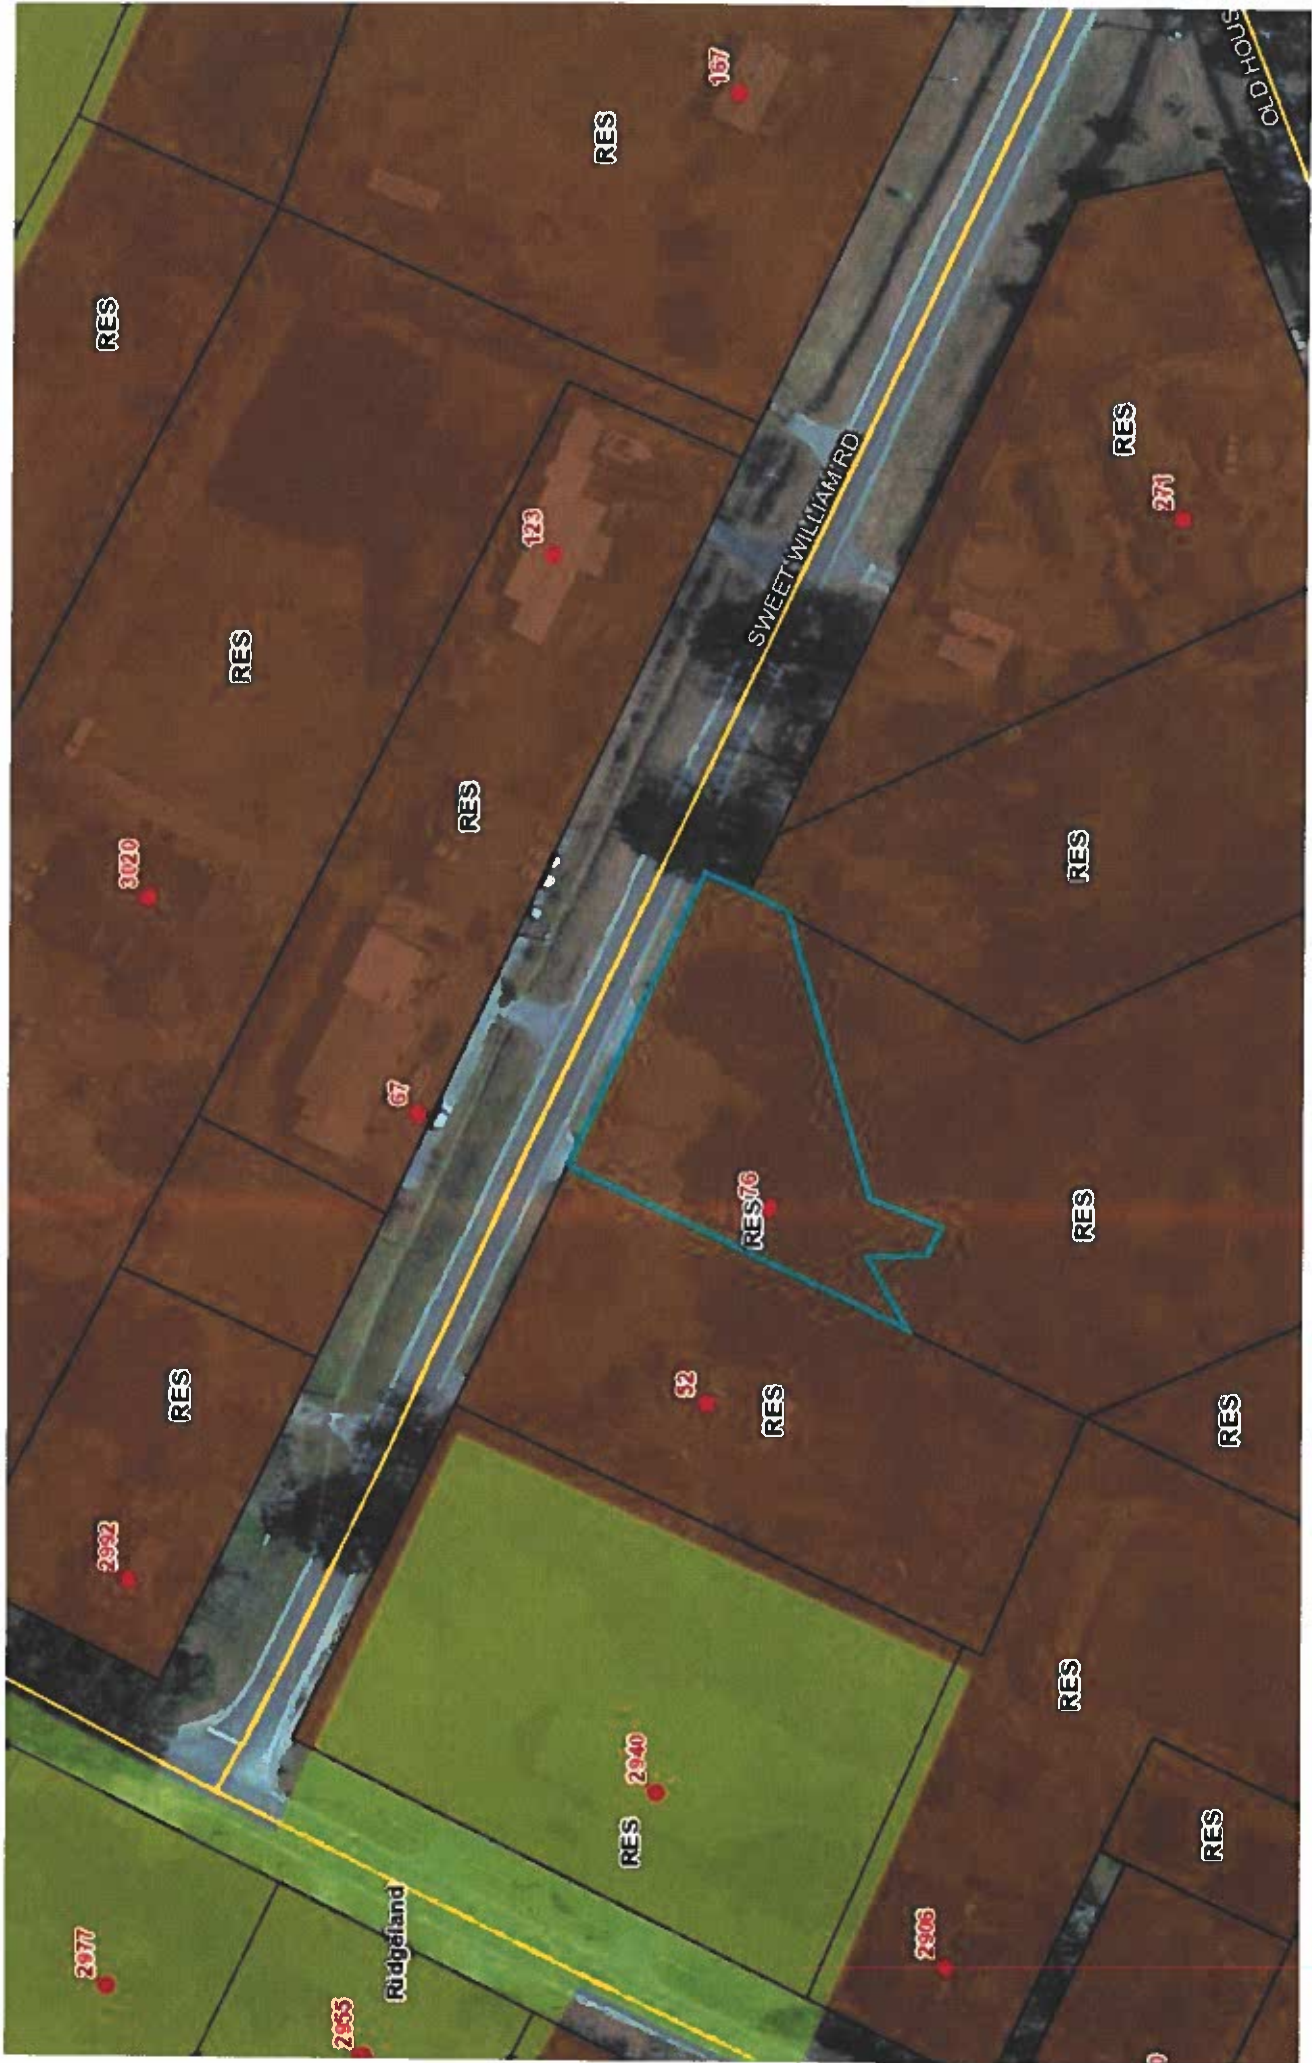 167
RES
RES
OLD HOUS
RES
271
123
SWEET WILLIAM RD
RES
RES
3020
RES
67
RES
76
RES
RES
52
RES
RES
2992
RES
2940
RES
RES
Ridgeland
2977
2906
2955